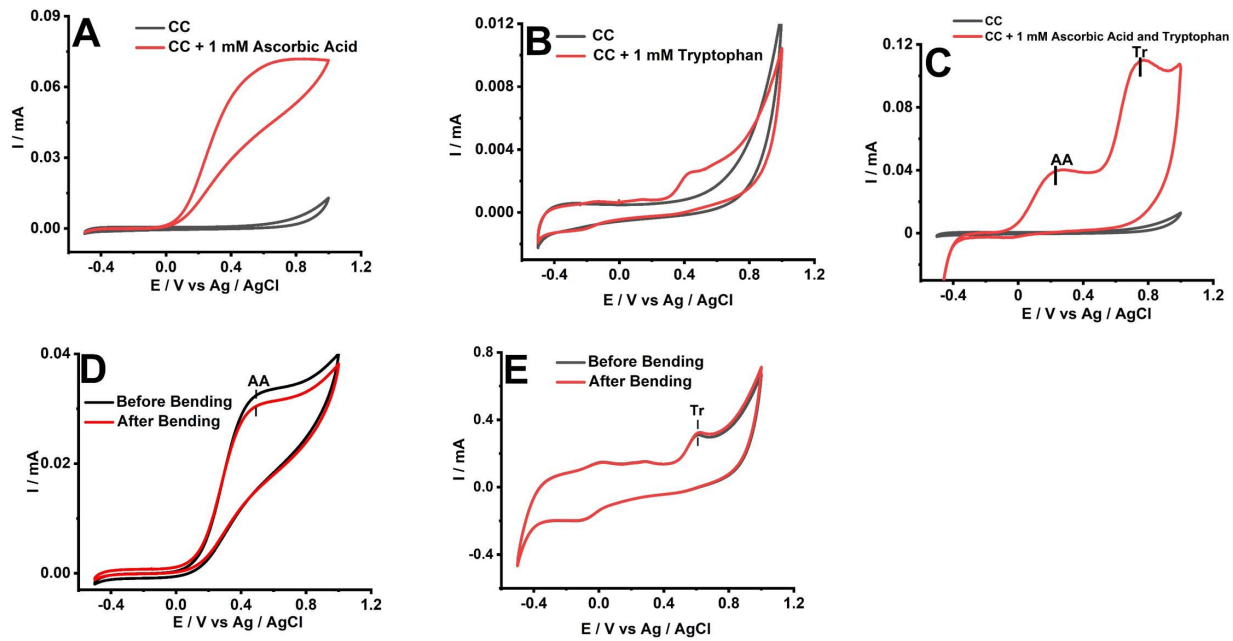 A
CC
CC + 1 mM Ascorbic Acid
I / mA
0.09
0.06
0.03
0.00
-0.4 0.0 0.4 0.8 1.2
E / V vs Ag / AgCl
B
CC
CC + 1 mM Tryptophan
I / mA
0.012
0.008
0.004
0.000
-0.4 0.0 0.4 0.8 1.2
E / V vs Ag / AgCl
C
CC
CC + 1 mM Ascorbic Acid and Tryptophan
Tr
AA
I / mA
0.12
0.08
0.04
0
-0.4 0 0.4 0.8 1.2
E / V vs Ag / AgCl
D
AA
Before Bending
After Bending
I / mA
0.04
0.02
0.00
-0.4 0.0 0.4 0.8 1.2
E / V vs Ag / AgCl
E
Before Bending
After Bending
Tr
I / mA
0.8
0.4
0.0
-0.4
-0.4 0.0 0.4 0.8 1.2
E / V vs Ag / AgCl